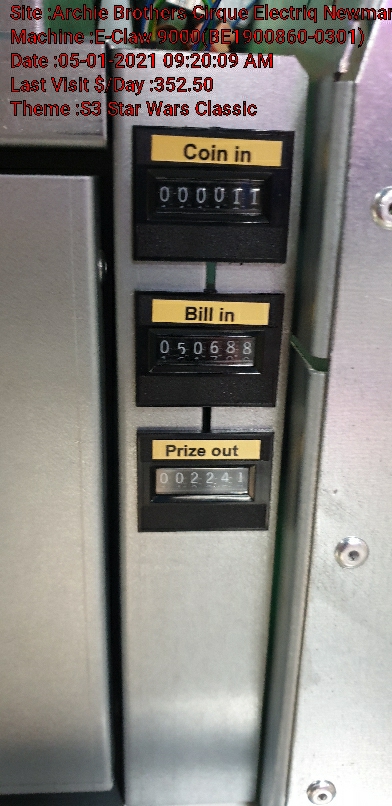 Site :Archie Brothers Cirque Electriq Newmar
Machine :E-Claw 9000(BE1900860-0301)
Date :05-01-2021 09:20:09 AM
Last Visit $/Day :352.50
Theme :S3 Star Wars Classic
Coin in
000011
Bill in
050688
Prize out
002241